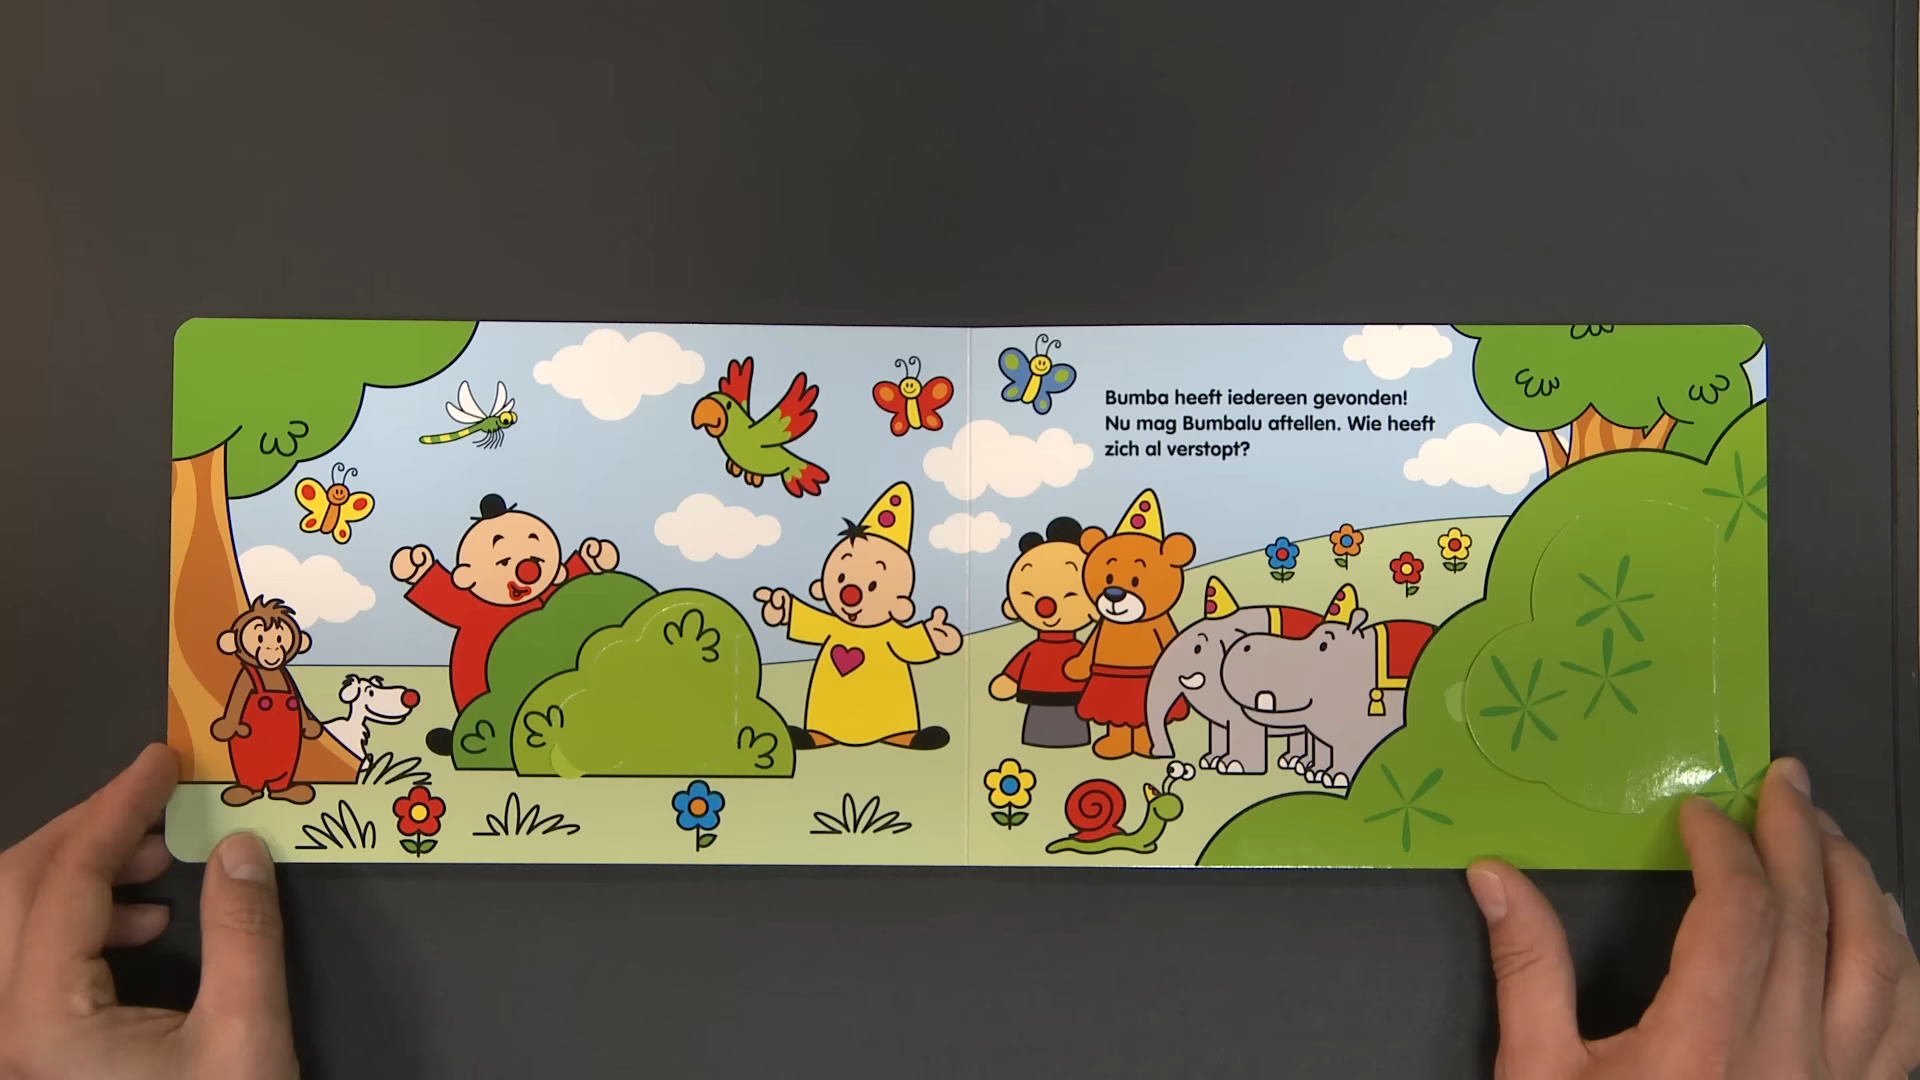 Bumba heeft iedereen gevonden!
Nu mag Bumbalu aftellen. Wie heeft
zich al verstopt?